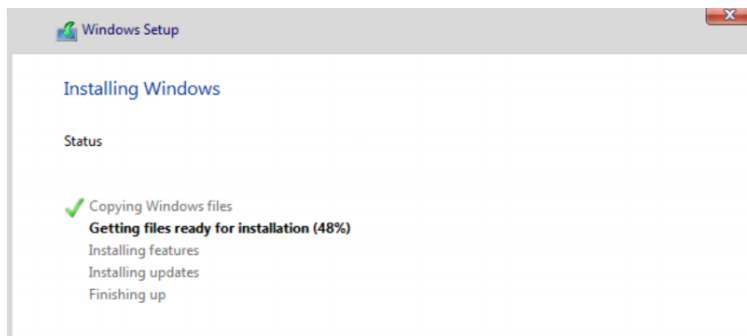 Windows Setup
Installing Windows
Status
Copying Windows files
Getting files ready for installation (48%)
Installing features
Installing updates
Finishing up